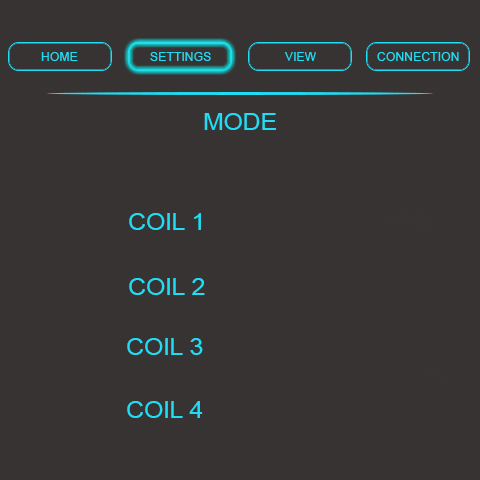 HOME SETTINGS VIEW CONNECTION
MODE
COIL 1
COIL 2
COIL 3
COIL 4